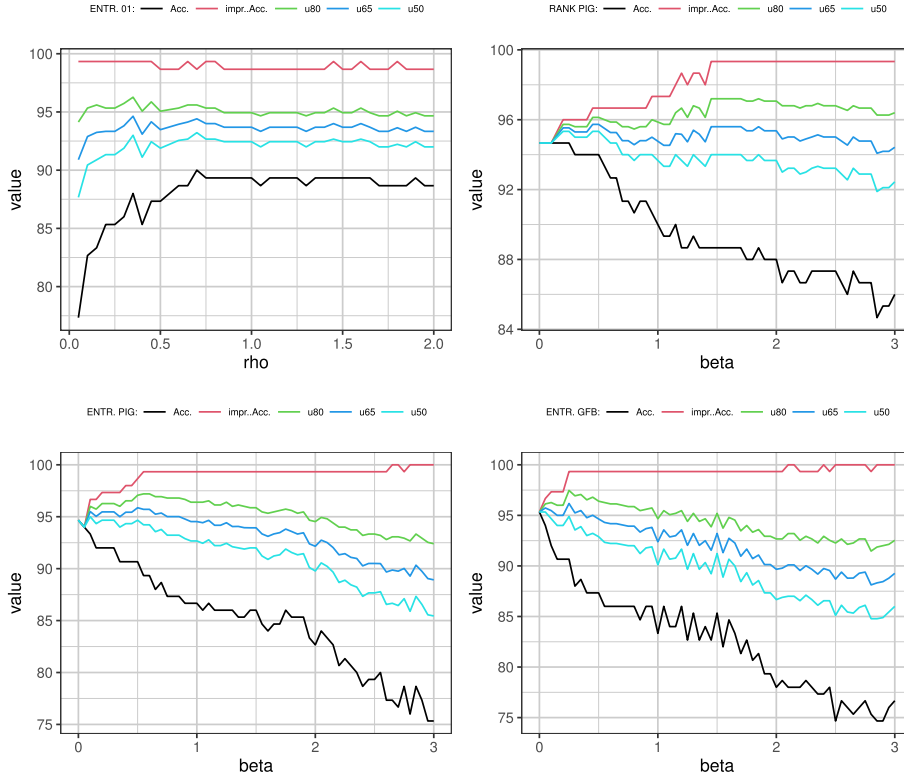 ENTR. 01: Acc. impr..Acc. u80 u65 u50
100
95
90
85
80
value
0.0 0.5 1.0 1.5 2.0
rho
RANK PIG: Acc. impr..Acc. u80 u65 u50
100
96
92
88
84
value
0 1 2 3
beta
ENTR. PIG: Acc. impr..Acc. u80 u65 u50
100
95
90
85
80
75
value
0 1 2 3
beta
ENTR. GFB: Acc. impr..Acc. u80 u65 u50
100
95
90
85
80
75
value
0 1 2 3
beta